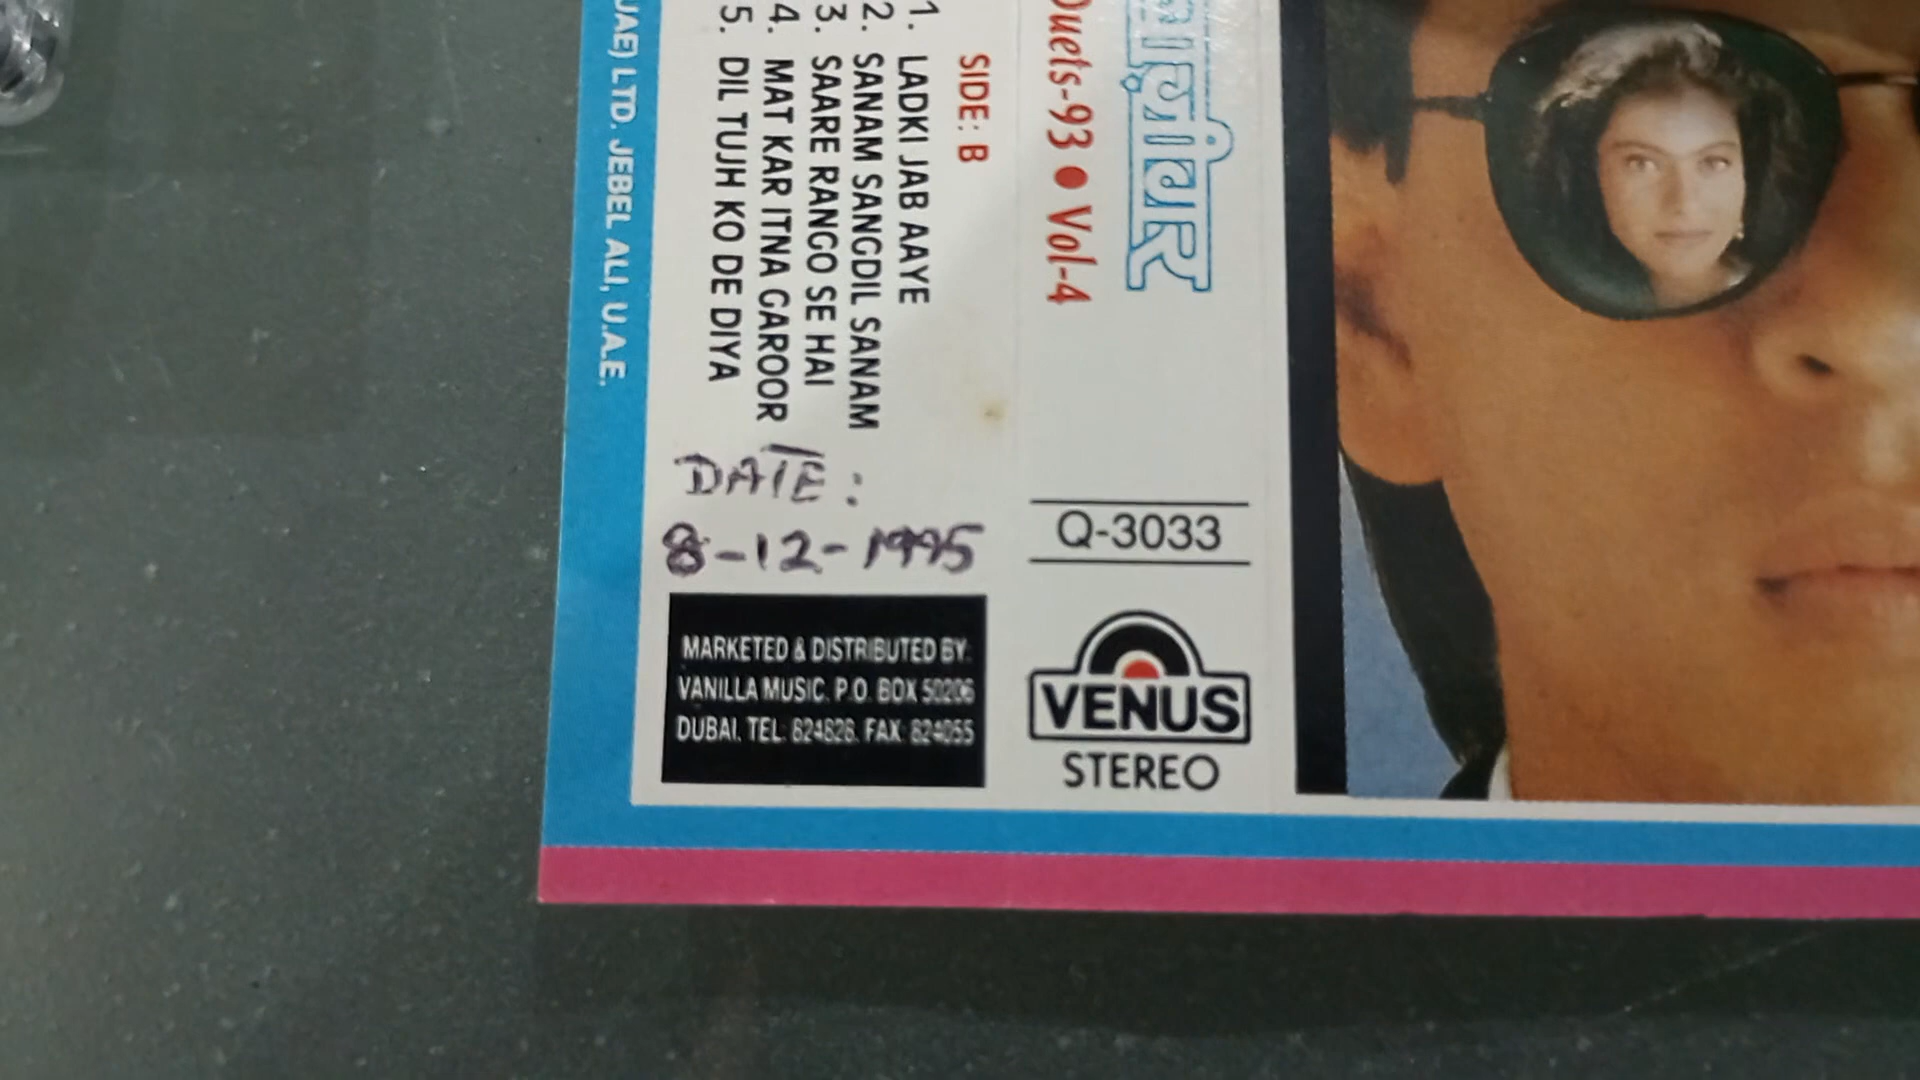 SIDE: B
1. LADKI JAB AAYE
2. SANAM SANGDIL SANAM
3. SAARE RANGO SE HAI
4. MAT KAR ITNA GAROOR
5. DIL TUJH KO DE DIYA
UAE) LTD. JEBEL ALI, U.A.E.
DATE:
8-12-1995
MARKETED & DISTRIBUTED BY:
VANILLA MUSIC. P.O. BOX 50206
DUBAI. TEL: 624626. FAX: 624055
Duets-93 • Vol-4
Q-3033
VENUS
STEREO